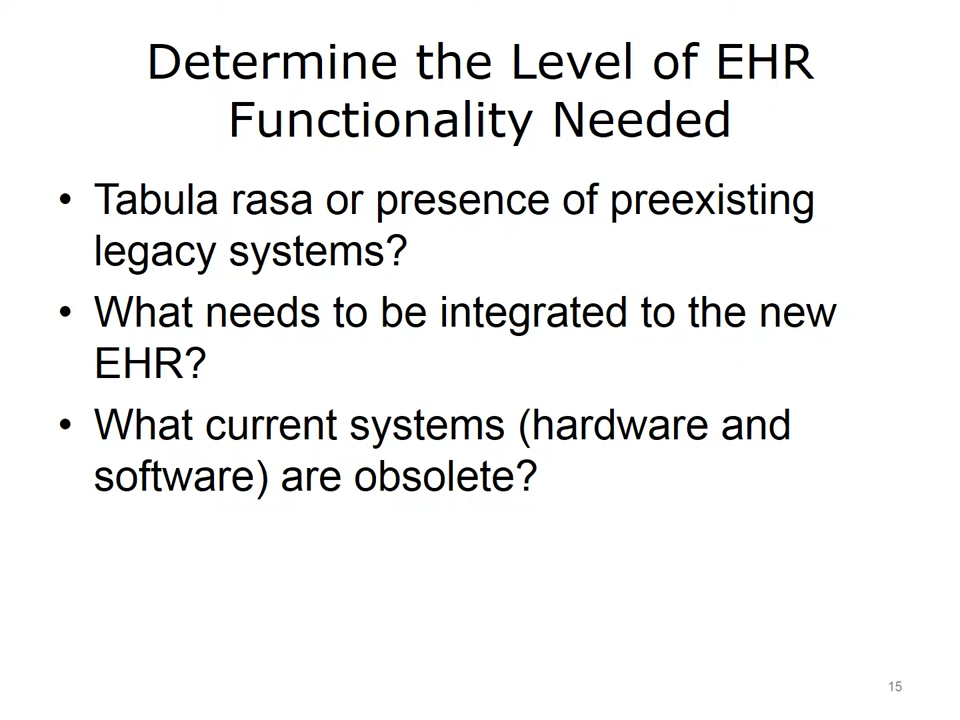 Determine the Level of EHR
Functionality Needed
• Tabula rasa or presence of preexisting
legacy systems?
• What needs to be integrated to the new
EHR?
• What current systems (hardware and
software) are obsolete?
15